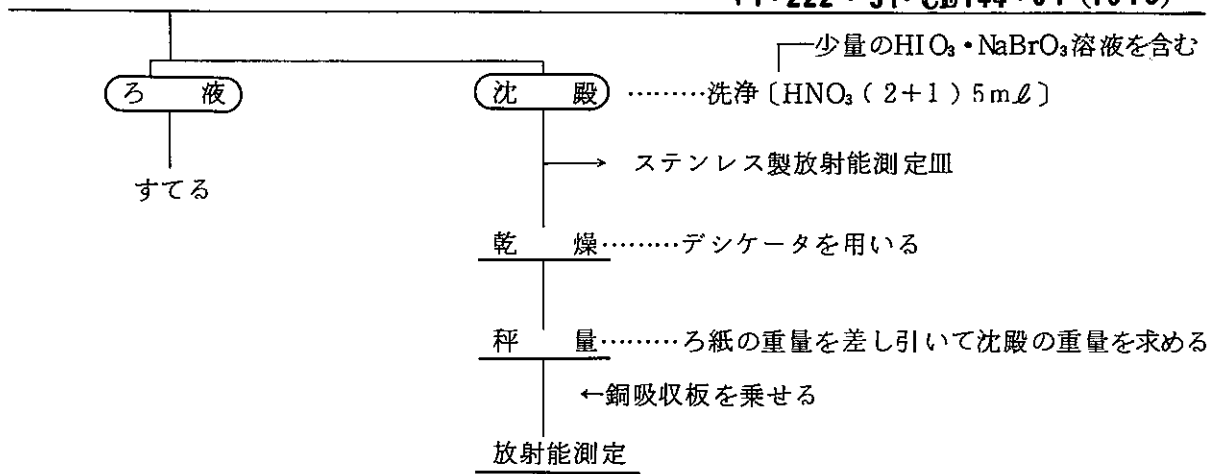 少量のHIO₃・NaBrO₃溶液を含む
ろ　液　沈　殿 ………洗浄〔HNO₃（2+1）5mℓ〕
すてる
ステンレス製放射能測定皿
乾　燥………デシケータを用いる
秤　量………ろ紙の重量を差し引いて沈殿の重量を求める
←銅吸収板を乗せる
放射能測定